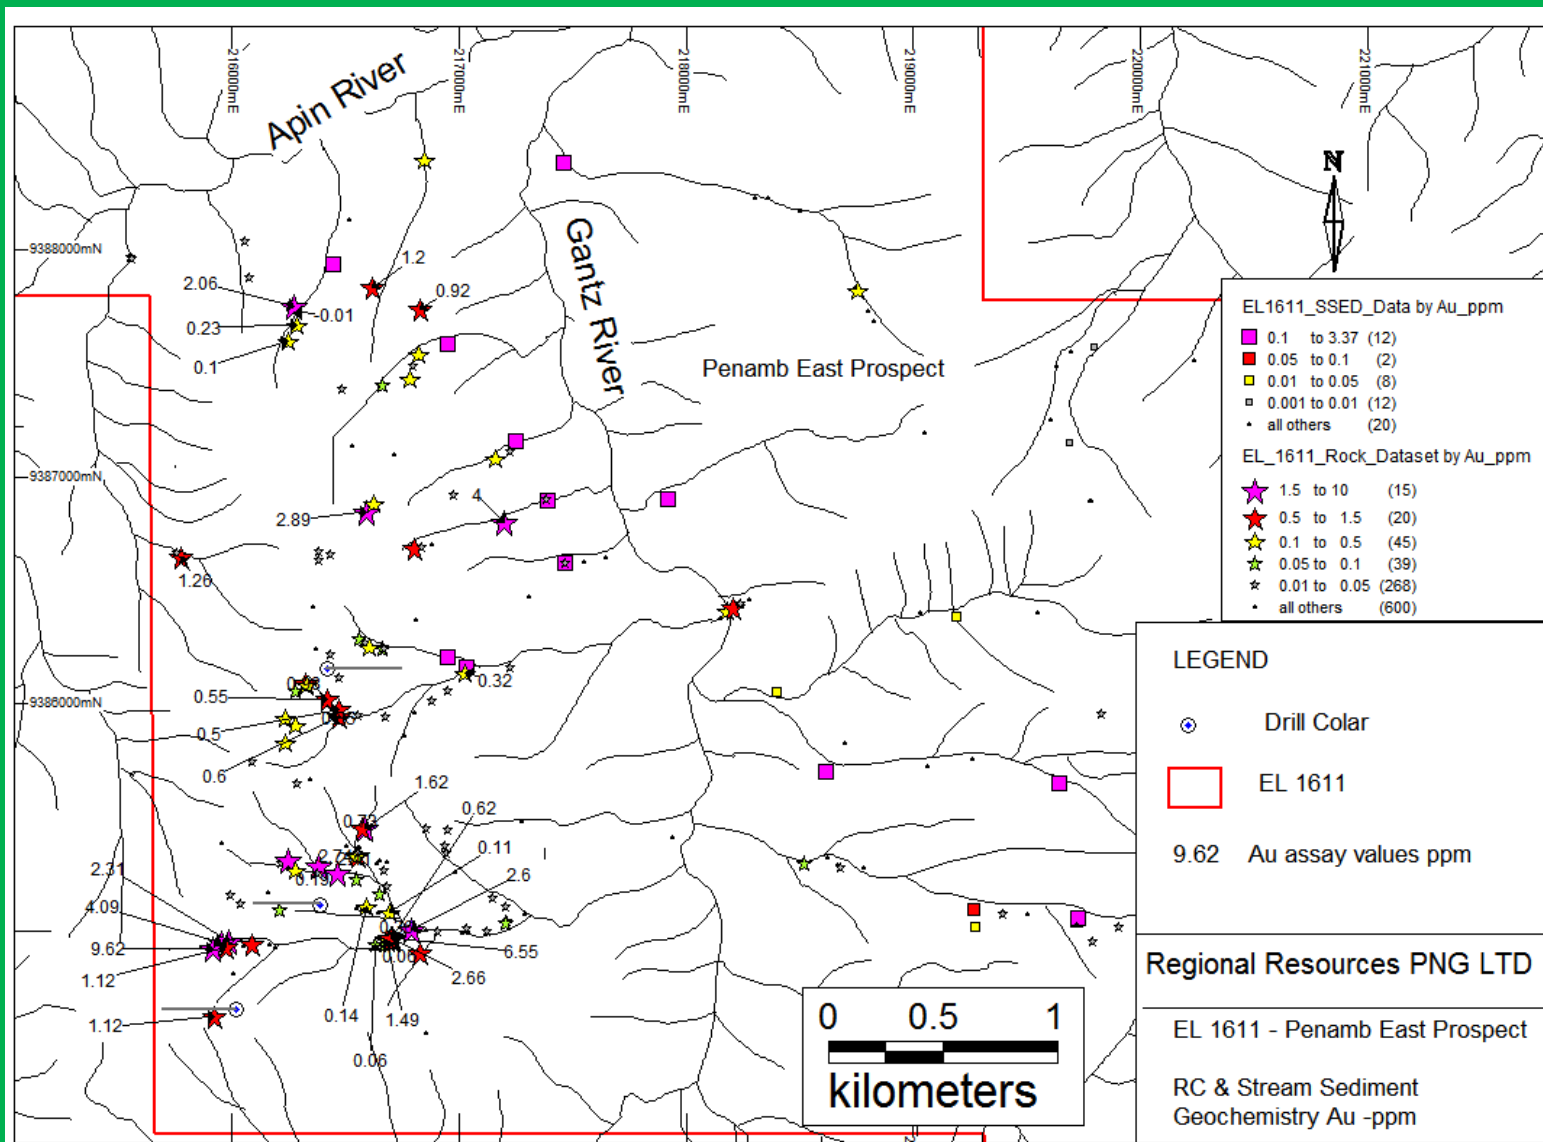 216000mE
217000mE
218000mE
219000mE
220000mE
221000mE
Apin River
N
9388000mN
Gantz River
1.2
2.06
0.92
-0.01
0.23
0.1
Penamb East Prospect
EL1611_SSED_Data by Au_ppm
0.1 to 3.37 (12)
0.05 to 0.1 (2)
0.01 to 0.05 (8)
0.001 to 0.01 (12)
all others (20)
EL_1611_Rock_Dataset by Au_ppm
1.5 to 10 (15)
0.5 to 1.5 (20)
0.1 to 0.5 (45)
0.05 to 0.1 (39)
0.01 to 0.05 (268)
all others (600)
9387000mN
4
2.89
1.26
0.32
0.55
9386000mN
0.5
0.6
1.62
0.62
0.73
0.11
2.31
0.19
2.6
4.09
9.62
6.55
1.12
2.66
0.14
1.49
1.12
0.06
LEGEND
Drill Colar
EL 1611
9.62 Au assay values ppm
Regional Resources PNG LTD
EL 1611 - Penamb East Prospect
RC & Stream Sediment
Geochemistry Au -ppm
0 0.5 1
kilometers